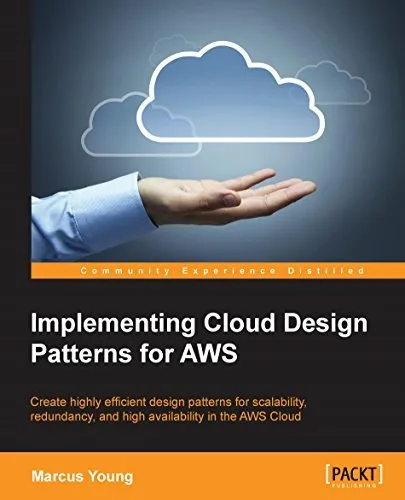 Community Experience Distilled
Implementing Cloud Design
Patterns for AWS
Create highly efficient design patterns for scalability,
redundancy, and high availability in the AWS Cloud
Marcus Young
[PACKT]
PUBLISHING